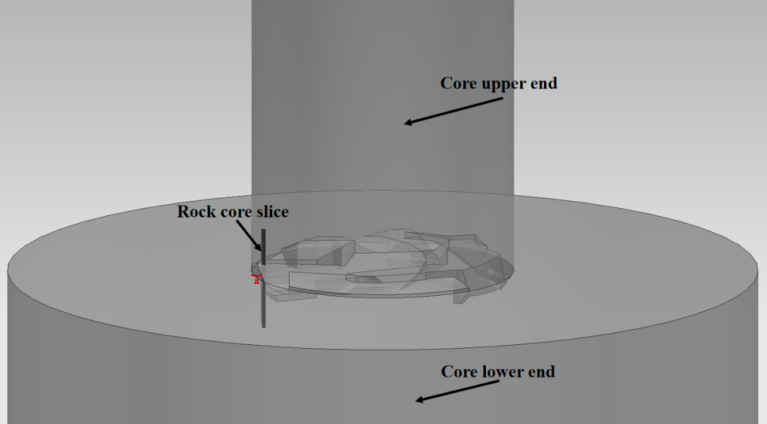 Core upper end
Rock core slice
Core lower end